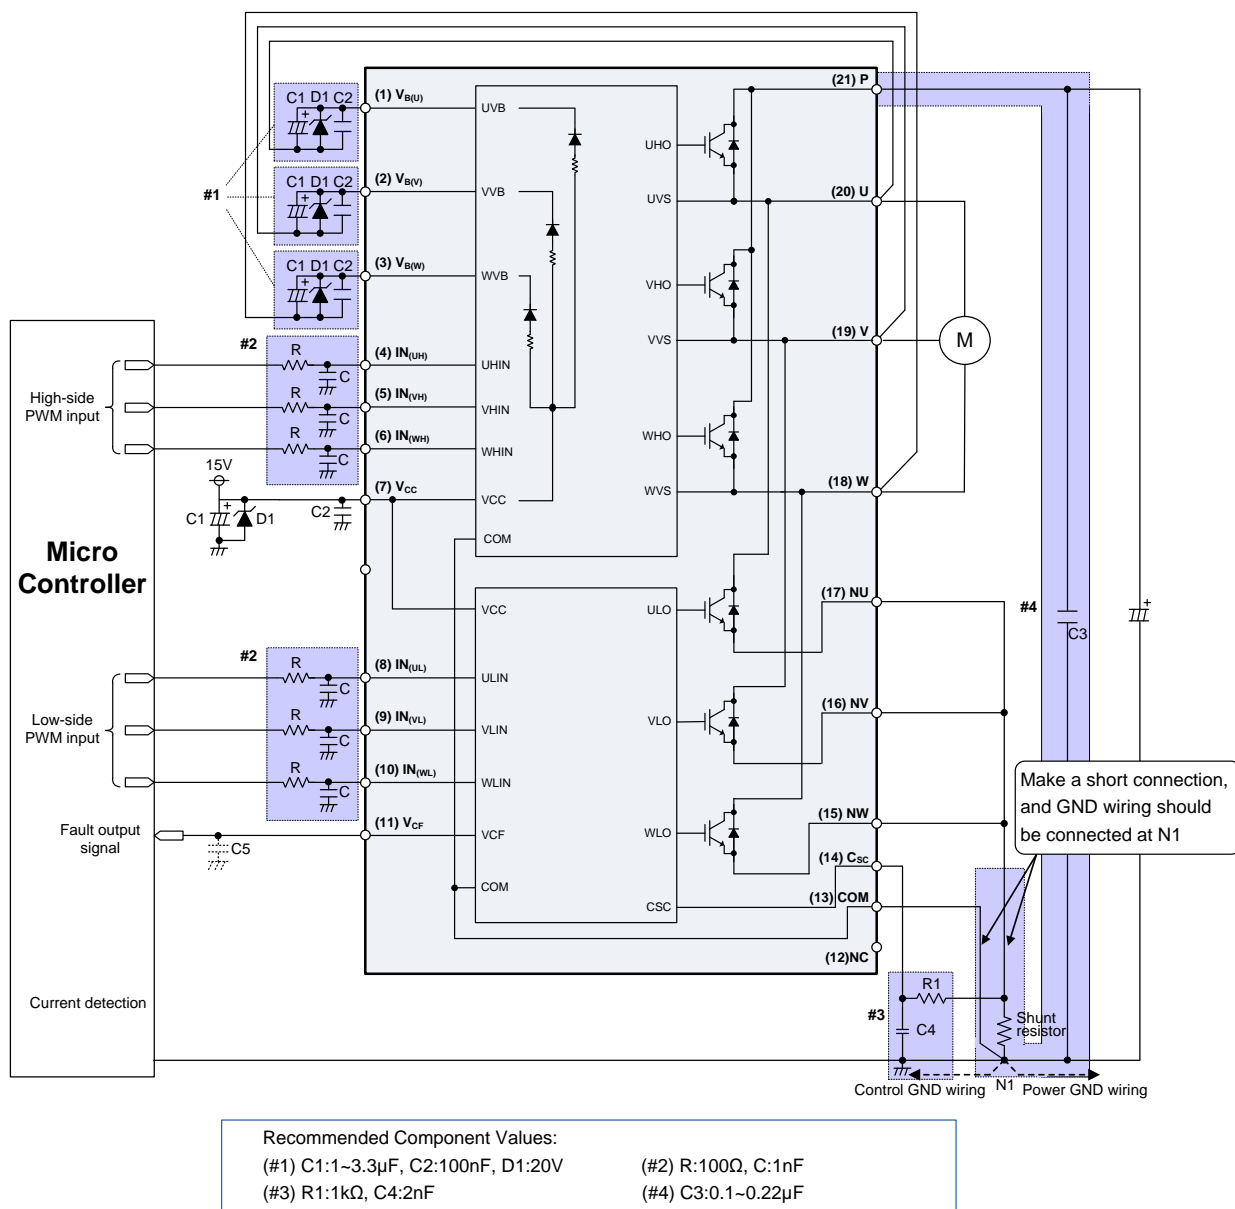 C1 D1 C2
(1) VB(U)
UVB
(21) P
UHO
C1 D1 C2
(2) VB(V)
VVB
UVS
(20) U
#1
C1 D1 C2
(3) VB(W)
WVB
VHO
VVS
(19) V
M
#2
R
C
(4) IN(UH)
UHIN
High-side
PWM input
R
C
(5) IN(VH)
VHIN
R
C
(6) IN(WH)
WHIN
WHO
15V
C1
D1
C2
(7) VCC
VCC
WVS
(18) W
COM
Micro
Controller
VCC
ULO
(17) NU
#4
C3
#2
R
C
(8) IN(UL)
ULIN
Low-side
PWM input
R
C
(9) IN(VL)
VLIN
VLO
(16) NV
R
C
(10) IN(WL)
WLIN
Make a short connection,
and GND wiring should
be connected at N1
Fault output
signal
C5
(11) VCF
VCF
WLO
(15) NW
(14) CSC
COM
CSC
(13) COM
(12)NC
Current detection
R1
#3
C4
Shunt
resistor
Control GND wiring
N1
Power GND wiring
Recommended Component Values:
(#1) C1:1~3.3µF, C2:100nF, D1:20V
(#2) R:100Ω, C:1nF
(#3) R1:1kΩ, C4:2nF
(#4) C3:0.1~0.22µF